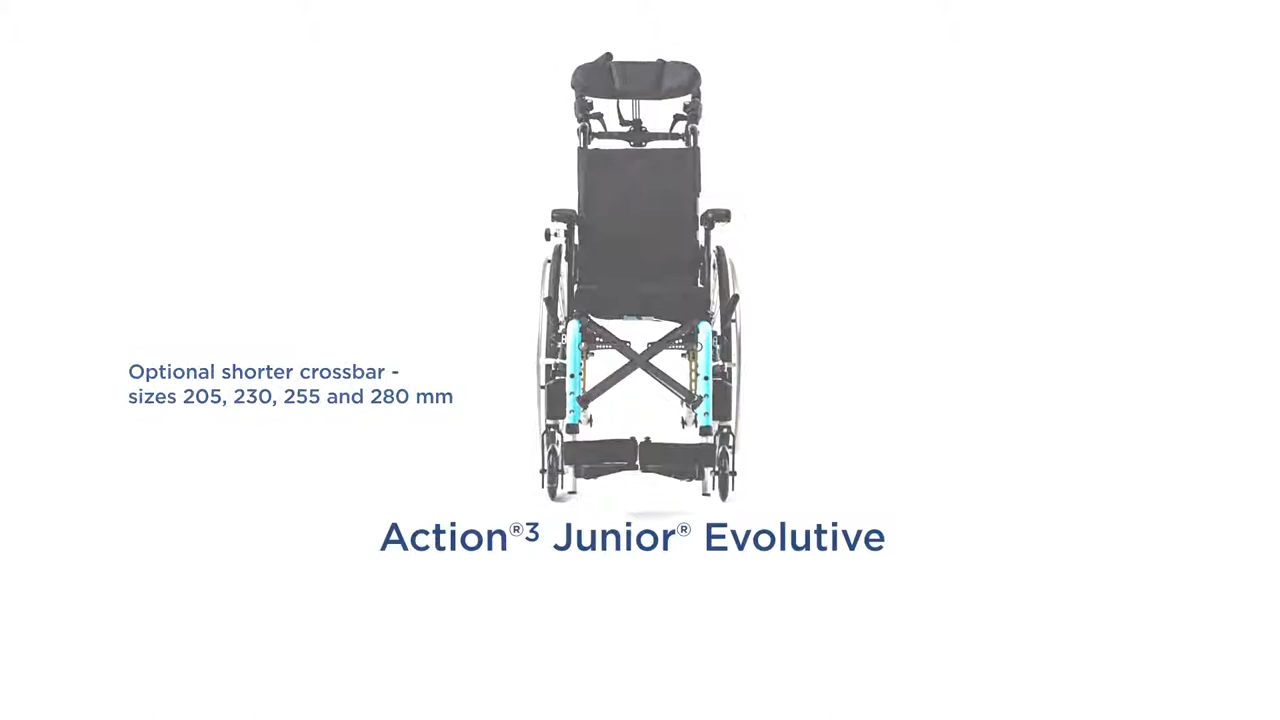 Optional shorter crossbar -
sizes 205, 230, 255 and 280 mm
Action®³ Junior® Evolutive